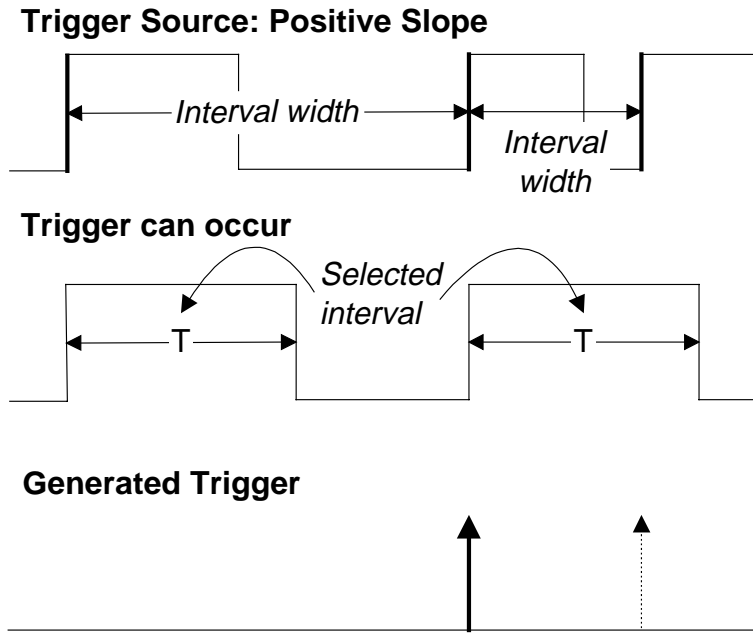 Trigger Source: Positive Slope
Interval width
Interval
width
Trigger can occur
Selected
interval
T
T
Generated Trigger